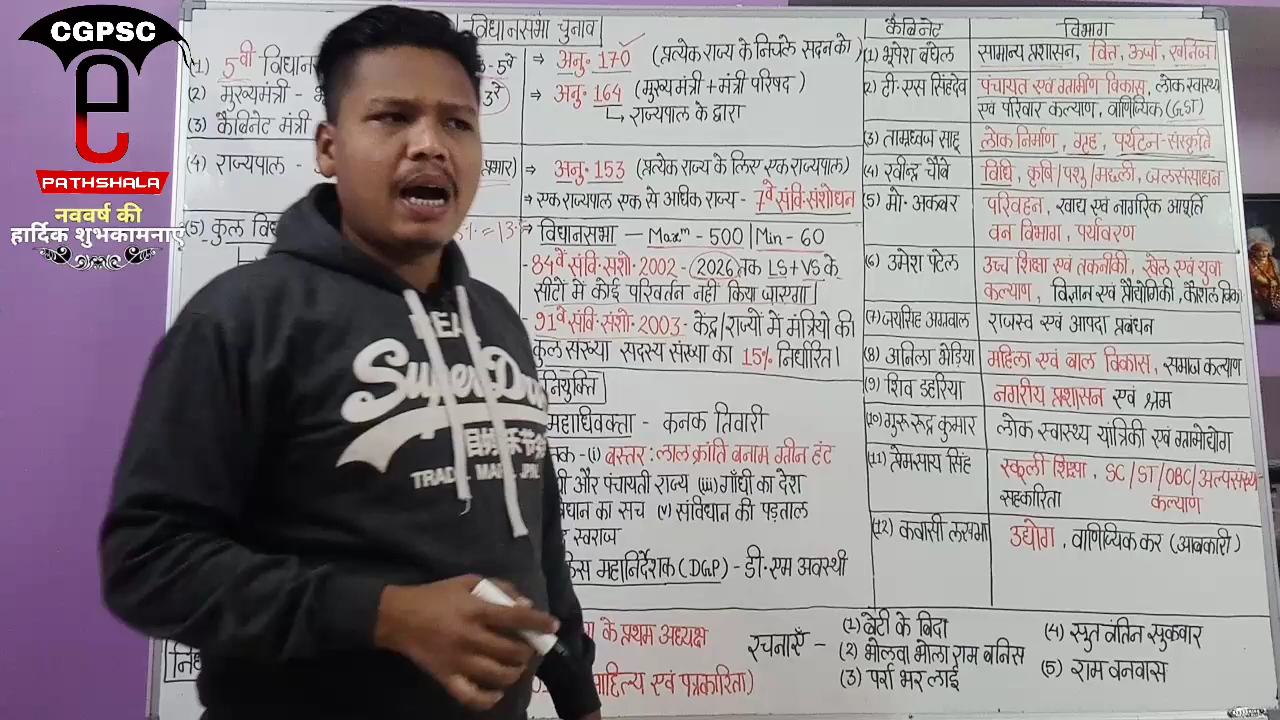 CGPSC
PATHSHALA
नववर्ष की
हार्दिक शुभकामनाएं
विधानसभा चुनाव
(1) 5वी विधान
(2) मुख्यमंत्री -
(3) कैबिनेट मंत्री
(4) राज्यपाल -
(5) कुल
→ अनु. 170 (प्रत्येक राज्य के निचले सदन का)
→ अनु. 164 (मुख्यमंत्री + मंत्री परिषद)
राज्यपाल के द्वारा
→ अनु. 153 (प्रत्येक राज्य के लिए एक राज्यपाल)
→ एक राज्यपाल एक से अधिक राज्य - 7वें संवि. संशोधन
→ विधानसभा — Maxᵐ - 500 | Min - 60
- 84वें संवि. संशो. 2002 - 2026 तक LS+VS के
सीटों में कोई परिवर्तन नहीं किया जाएगा।
- 91वें संवि. संशो. 2003 - केंद्र/राज्यों में मंत्रियो की
कुल संख्या सदस्य संख्या का 15% निर्धारित।
नियुक्ति
महाधिवक्ता - कनक तिवारी
(i) बस्तर : लाल क्रांति बनाम ग्रीन हंट
और पंचायती राज्य (iii) गाँधी का देश
का सच (v) संविधान की पड़ताल
स्वराज
महानिर्देशक (DGP) - डी. एम अवस्थी
के प्रथम अध्यक्ष
एवं पत्रकारिता)
रचनाएँ - (1) बेटी के बिदा
(2) भोलवा भोला राम बनिस
(3) पर्रा भर लाई
(4) सुत वंतिन सुकवार
(5) राम वनवास
कैबिनेट विभाग
(1) भूपेश बघेल सामान्य प्रशासन, वित्त, ऊर्जा, खनिज
(2) टी. एस सिंहदेव पंचायत एवं ग्रामीण विकास, लोक स्वास्थ
एवं परिवार कल्याण, वाणिज्यिक (GST)
(3) ताम्रध्वज साहू लोक निर्माण, गृह, पर्यटन-संस्कृति
(4) रवीन्द्र चौबे विधि, कृषि/पशु/मछली, जलसंसाधन
(5) मो. अकबर परिवहन, खाद्य एवं नागरिक आपूर्ति
वन विभाग, पर्यावरण
(6) उमेश पटेल उच्च शिक्षा एवं तकनीकी, खेल एवं युवा
कल्याण, विज्ञान एवं प्रौद्योगिकी, कौशल विका
(7) जयसिंह अग्रवाल राजस्व एवं आपदा प्रबंधन
(8) अनिला भेड़िया महिला एवं बाल विकास, समाज कल्याण
(9) शिव डहरिया नगरीय प्रशासन एवं श्रम
(10) गुरु रूद्र कुमार लोक स्वास्थ्य यांत्रिकी एवं ग्रामोद्योग
(11) प्रेमसाय सिंह स्कूली शिक्षा, SC/ST/OBC/अल्पसंख्य-
सहकारिता कल्याण
(12) कवासी लखमा उद्योग, वाणिज्यिक कर (आबकारी)